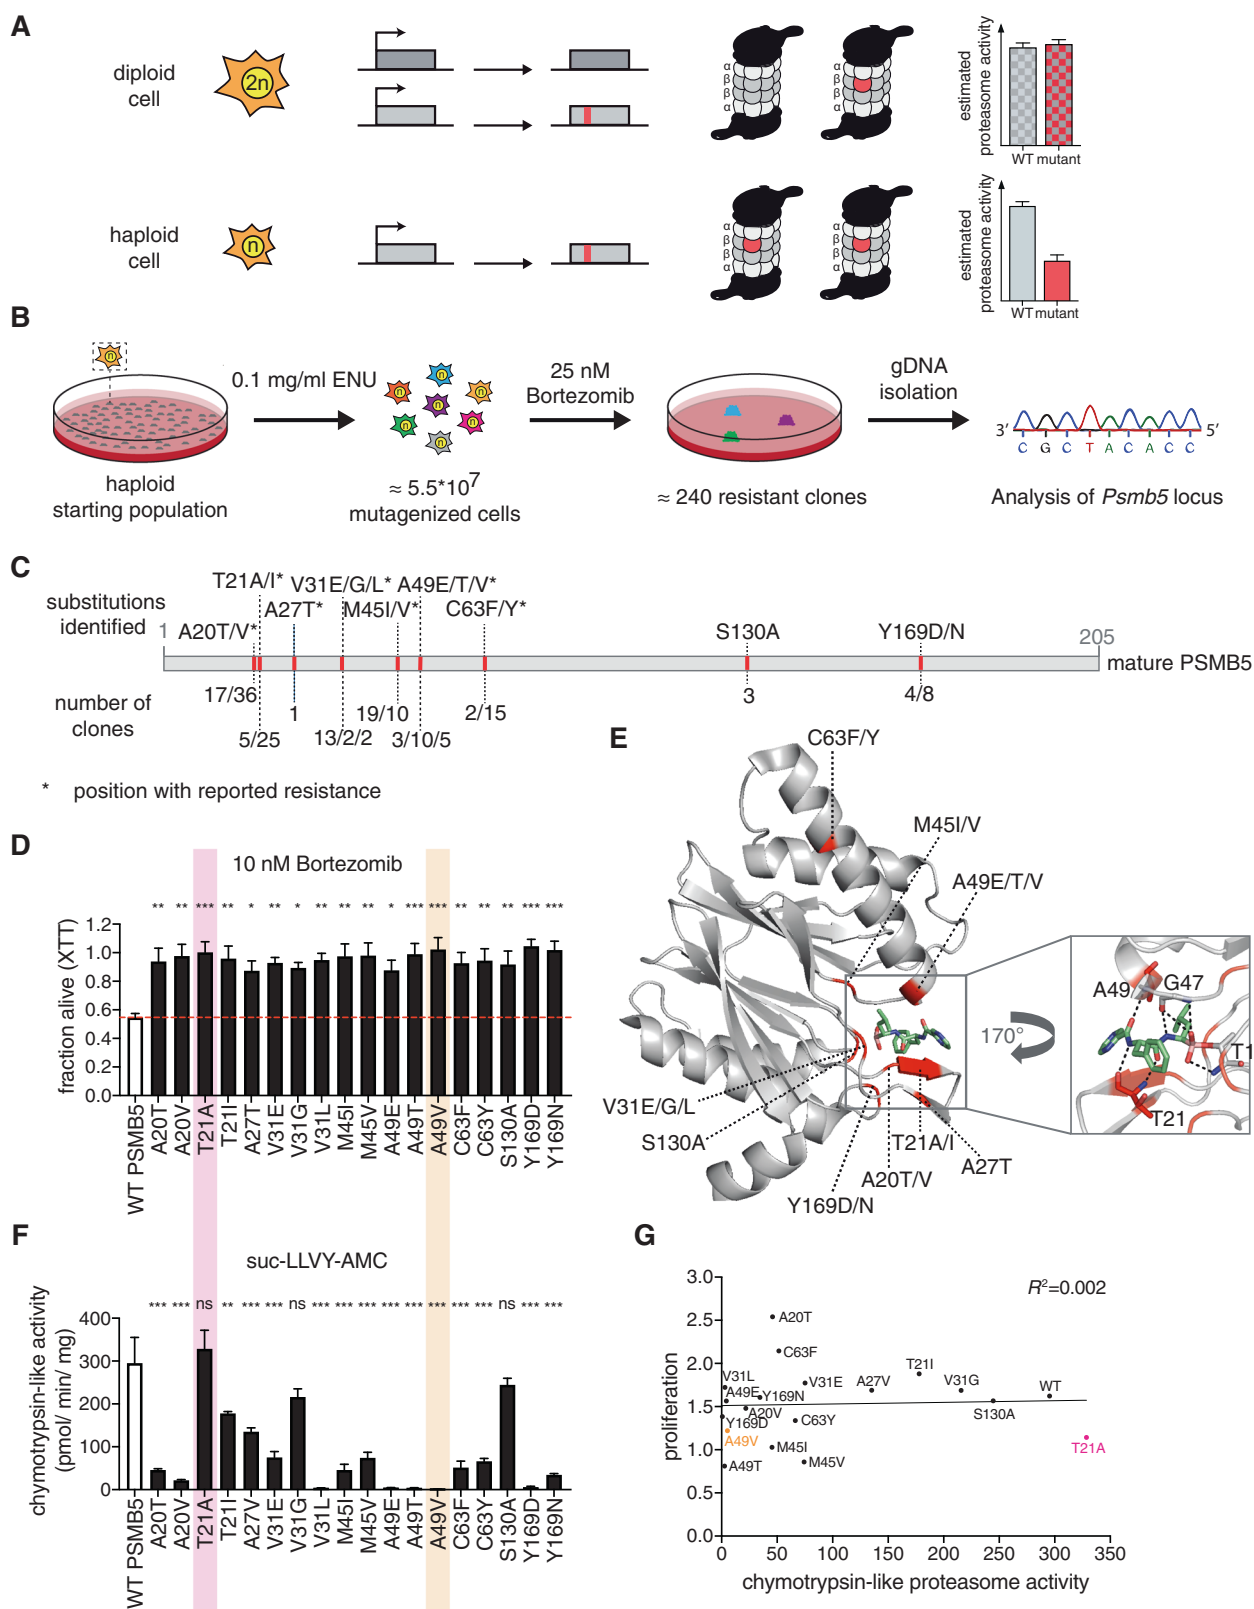 A
diploid
cell
2n
α
β
β
α
α
β
β
α
estimated
proteasome activity
WT mutant
haploid
cell
n
α
β
β
α
α
β
β
α
estimated
proteasome activity
WT mutant
B
n
0.1 mg/ml ENU
n
n
n
n
n
n
n
25 nM
Bortezomib
gDNA
isolation
3′
5′
C G C T A C A C C
haploid
starting population
≈ 5.5*10⁷
mutagenized cells
≈ 240 resistant clones
Analysis of Psmb5 locus
C
substitutions
identified
T21A/I* V31E/G/L* A49E/T/V*
A27T* M45I/V* C63F/Y*
A20T/V*
S130A
Y169D/N
1
205
mature PSMB5
number of
clones
17/36
5/25
1
13/2/2
19/10
3/10/5
2/15
3
4/8
* position with reported resistance
D
10 nM Bortezomib
** ** *** ** * ** * ** ** ** * *** *** ** ** ** *** ***
fraction alive (XTT)
1.2
1.0
0.8
0.6
0.4
0.2
0.0
WT PSMB5
A20T
A20V
T21A
T21I
A27T
V31E
V31G
V31L
M45I
M45V
A49E
A49T
A49V
C63F
C63Y
S130A
Y169D
Y169N
E
C63F/Y
M45I/V
A49E/T/V
V31E/G/L
S130A
Y169D/N
A20T/V
T21A/I
A27T
170°
A49
G47
T1
T21
F
suc-LLVY-AMC
*** *** ns ** *** *** ns *** *** *** *** *** *** *** *** ns *** ***
chymotrypsin-like activity
(pmol/ min/ mg)
400
300
200
100
0
WT PSMB5
A20T
A20V
T21A
T21I
A27V
V31E
V31G
V31L
M45I
M45V
A49E
A49T
A49V
C63F
C63Y
S130A
Y169D
Y169N
G
R²=0.002
proliferation
3.0
2.5
2.0
1.5
1.0
0.5
0.0
A20T
C63F
V31L
A49E
Y169N
V31E
A27V
T21I
V31G
WT
S130A
A20V
Y169D
C63Y
A49V
M45I
M45V
A49T
T21A
0 50 100 150 200 250 300 350
chymotrypsin-like proteasome activity